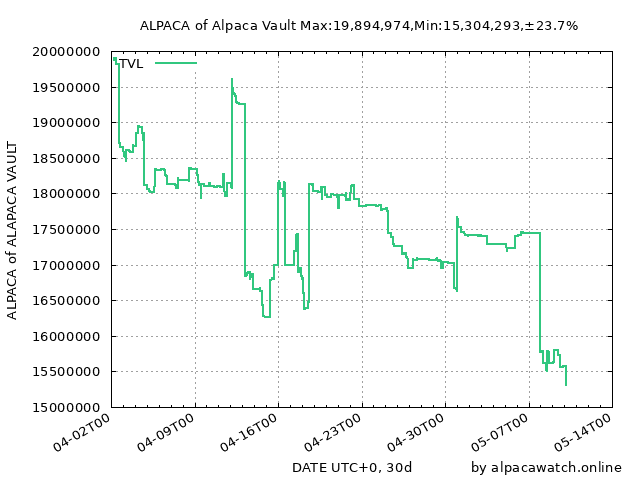 ALPACA of Alpaca Vault Max:19,894,974,Min:15,304,293,±23.7%
TVL
ALPACA of ALAPACA VAULT
20000000
19500000
19000000
18500000
18000000
17500000
17000000
16500000
16000000
15500000
15000000
04-02T00
04-09T00
04-16T00
04-23T00
04-30T00
05-07T00
05-14T00
DATE UTC+0, 30d
by alpacawatch.online